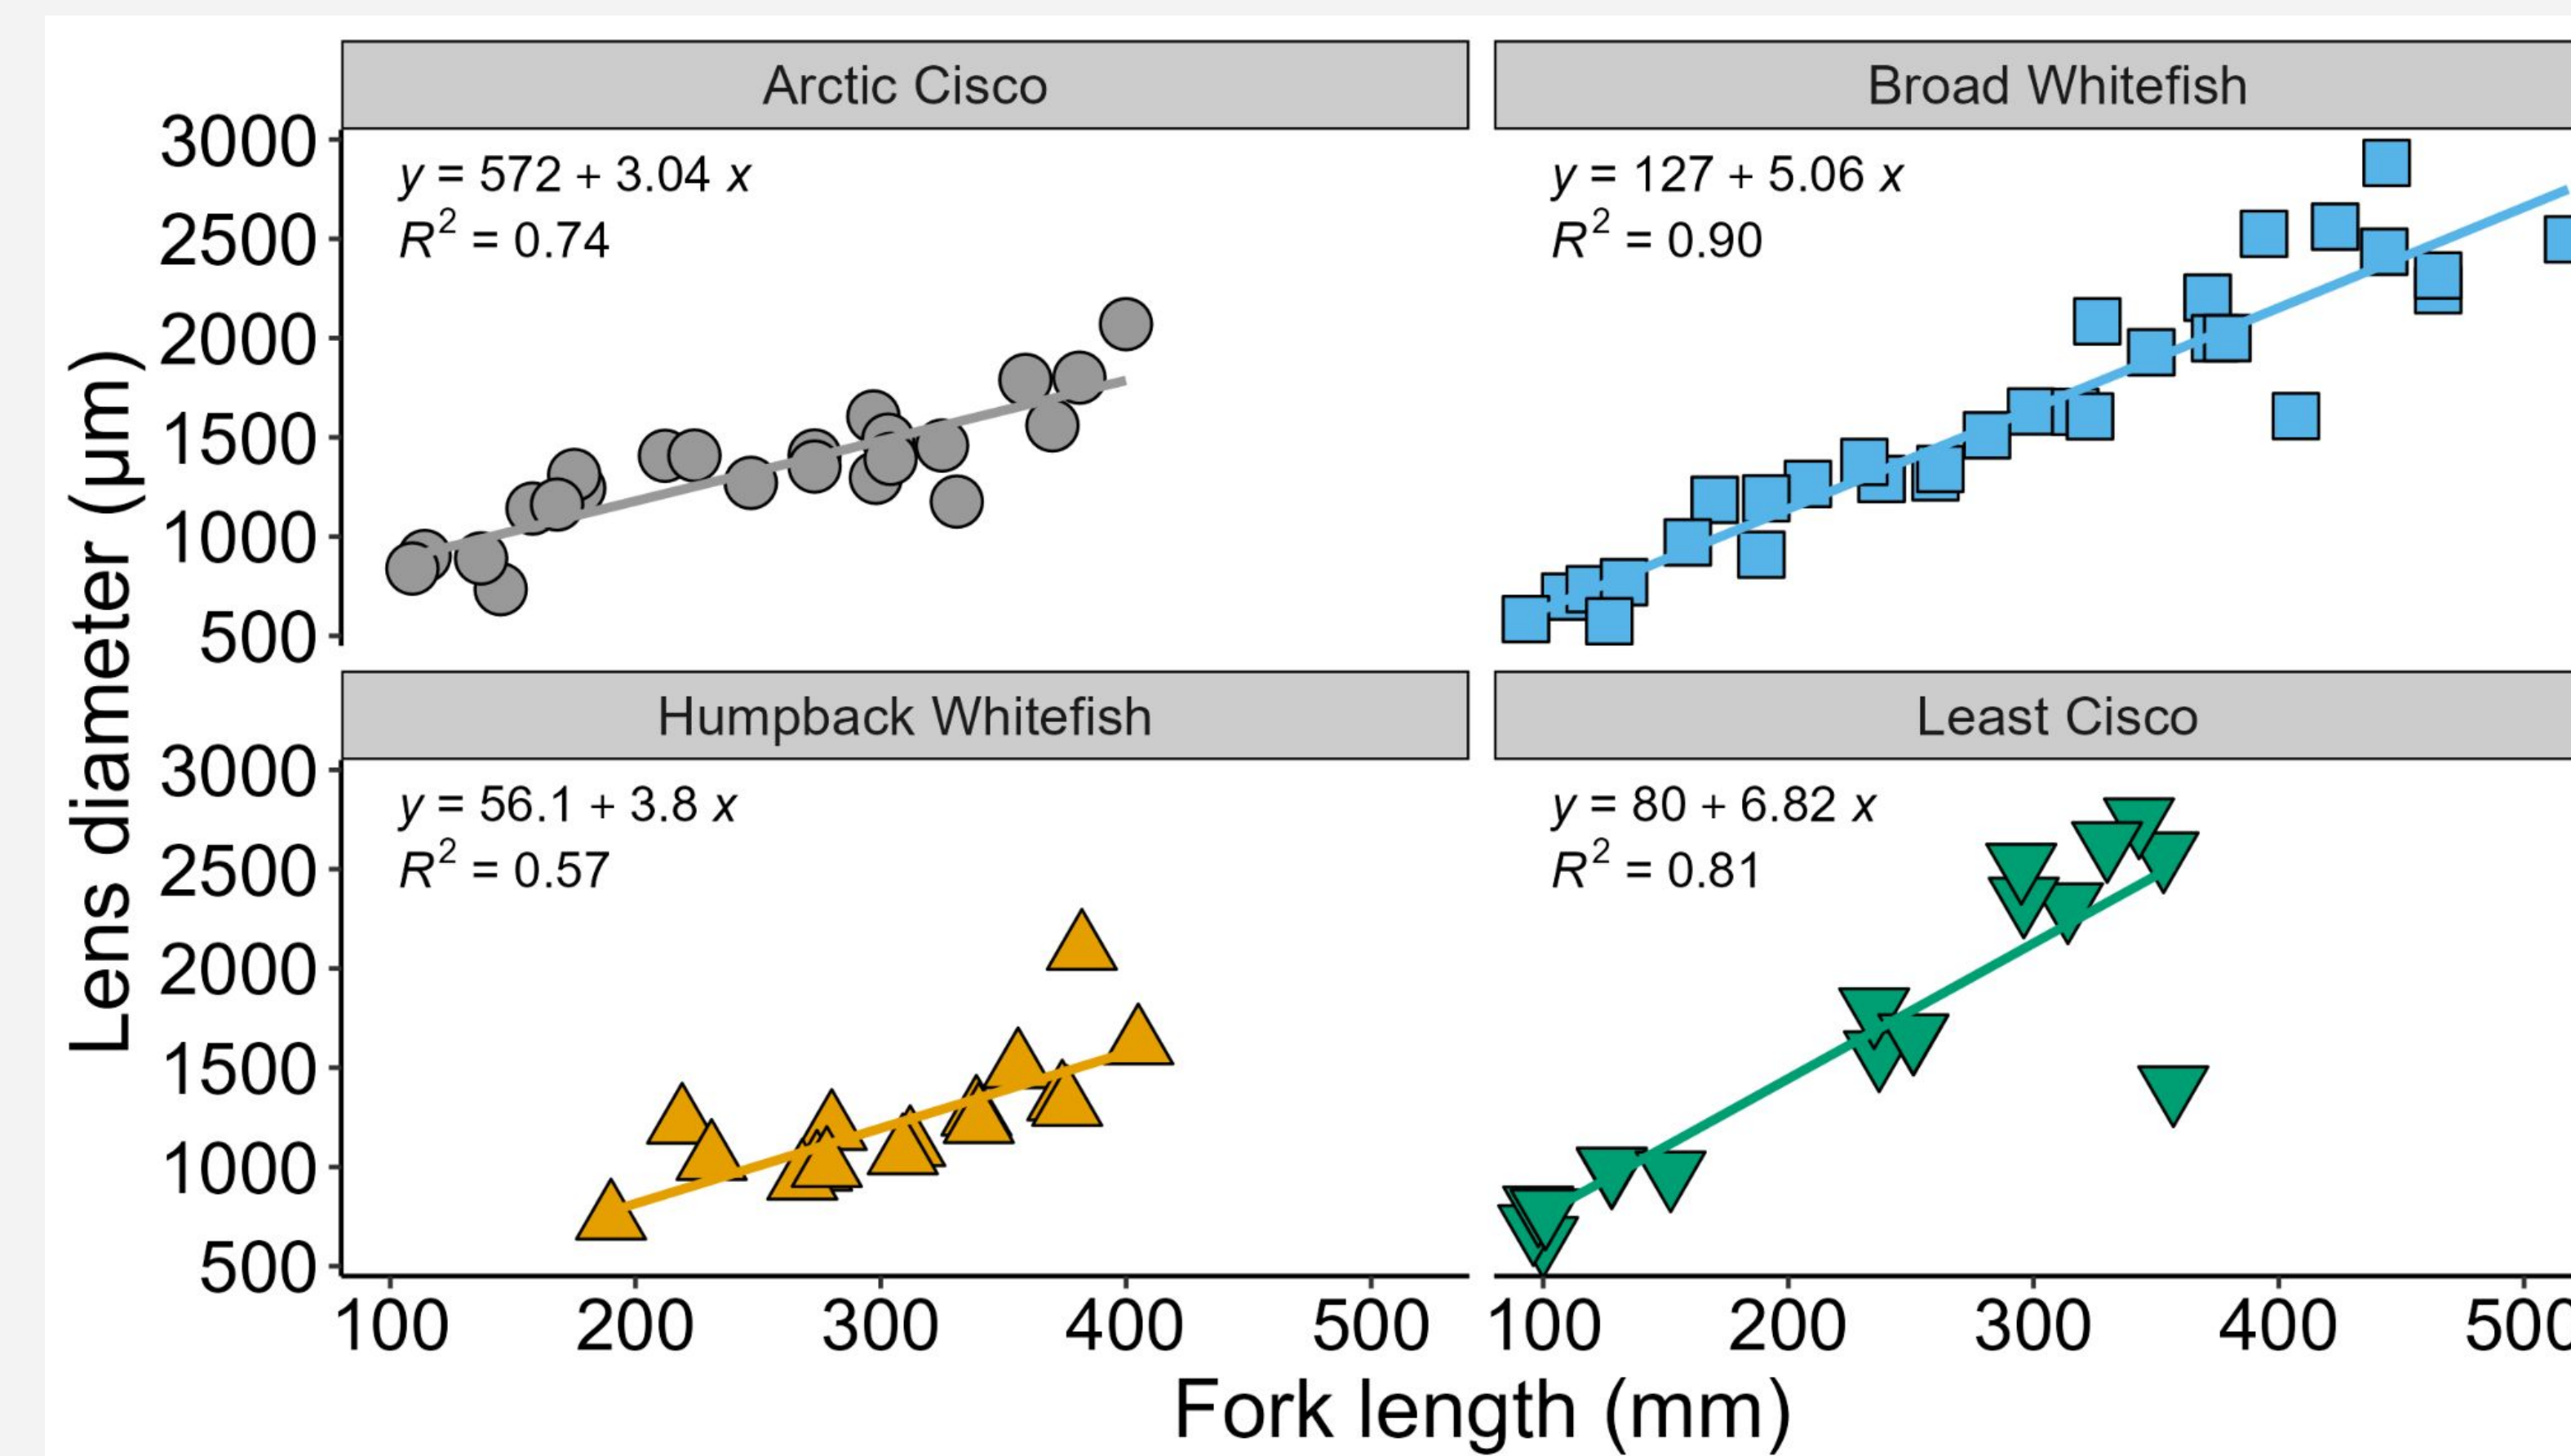 Arctic Cisco
Broad Whitefish
3000
2500
2000
1500
1000
500
y = 572 + 3.04 x
R² = 0.74
y = 127 + 5.06 x
R² = 0.90
Lens diameter (μm)
Humpback Whitefish
Least Cisco
3000
2500
2000
1500
1000
500
y = 56.1 + 3.8 x
R² = 0.57
y = 80 + 6.82 x
R² = 0.81
100 200 300 400 500 100 200 300 400 500
Fork length (mm)